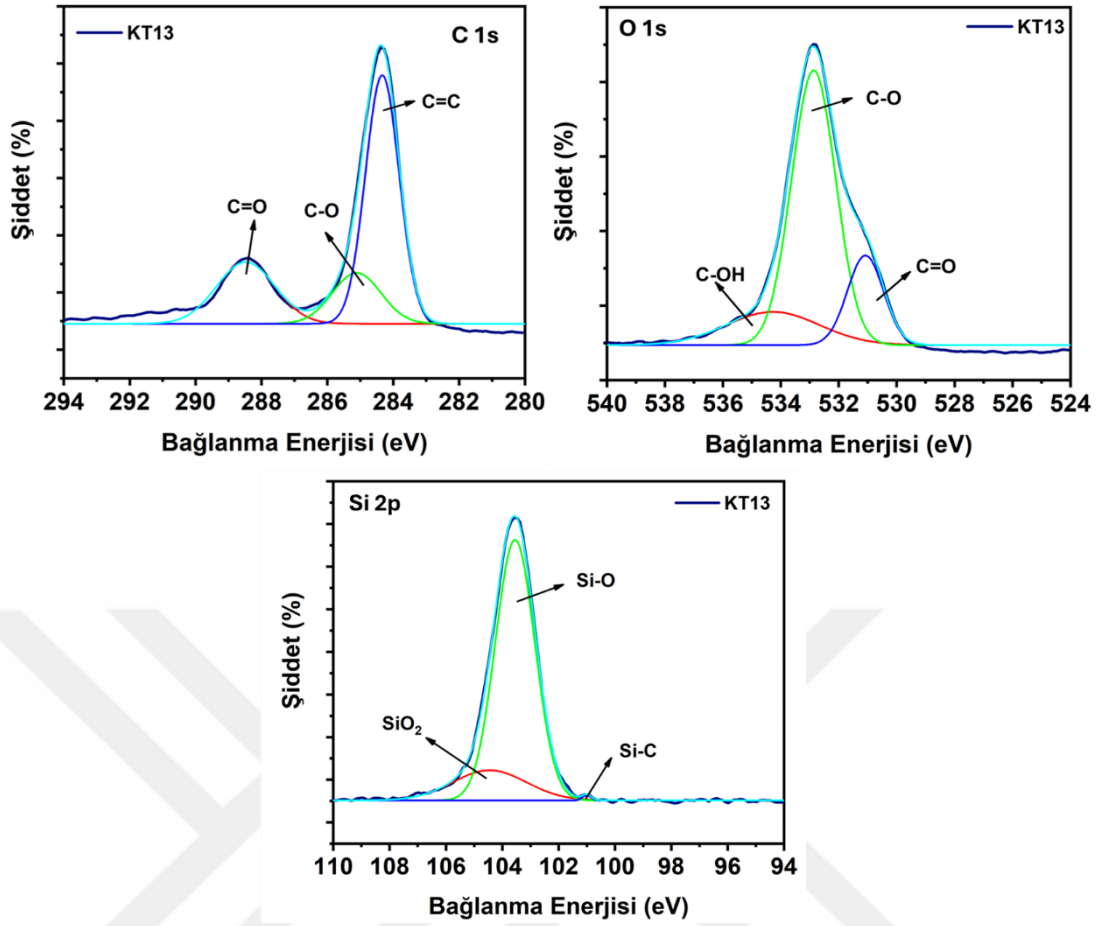 KT13
C 1s
C=C
C=O
C-O
Şiddet (%)
294 292 290 288 286 284 282 280
Bağlanma Enerjisi (eV)
O 1s
KT13
C-O
C-OH
C=O
Şiddet (%)
540 538 536 534 532 530 528 526 524
Bağlanma Enerjisi (eV)
Si 2p
KT13
Si-O
SiO₂
Si-C
Şiddet (%)
110 108 106 104 102 100 98 96 94
Bağlanma Enerjisi (eV)